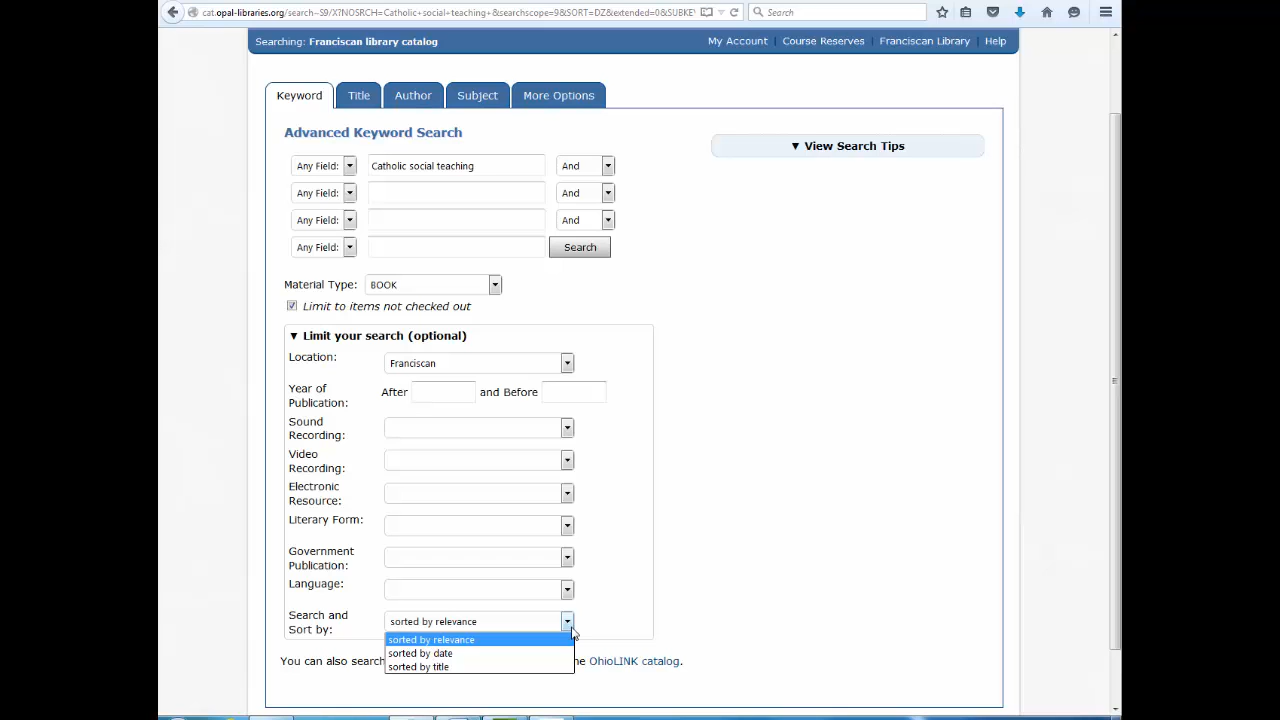 cat.opal-libraries.org/search~S9/X?NOSRCH=Catholic+social+teaching+&searchscope=9&SORT=DZ&extended=0&SUBKE
Search
Searching: Franciscan library catalog
My Account Course Reserves Franciscan Library Help
Keyword Title Author Subject More Options
Advanced Keyword Search
▼ View Search Tips
Any Field: Catholic social teaching And
Any Field: And
Any Field: And
Any Field: Search
Material Type: BOOK
Limit to items not checked out
▼ Limit your search (optional)
Location: Franciscan
Year of
Publication: After and Before
Sound
Recording:
Video
Recording:
Electronic
Resource:
Literary Form:
Government
Publication:
Language:
Search and
Sort by: sorted by relevance
sorted by relevance
sorted by date
sorted by title
You can also search he OhioLINK catalog.